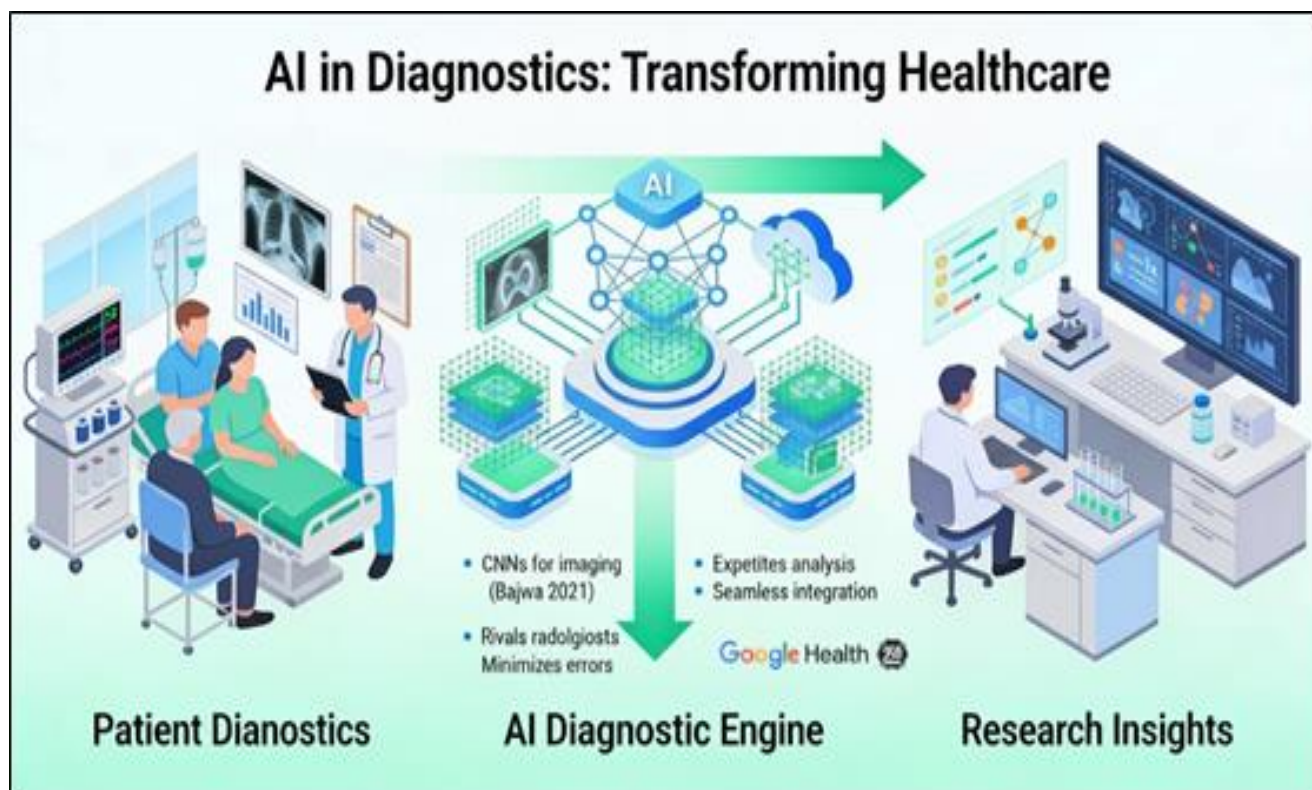 AI in Diagnostics: Transforming Healthcare
AI
• CNNs for imaging
(Bajwa 2021)
• Rivals radolgiosts
Minimizes errors
• Expetites analysis
• Seamless integration
Google Health
Patient Dianostics
AI Diagnostic Engine
Research Insights